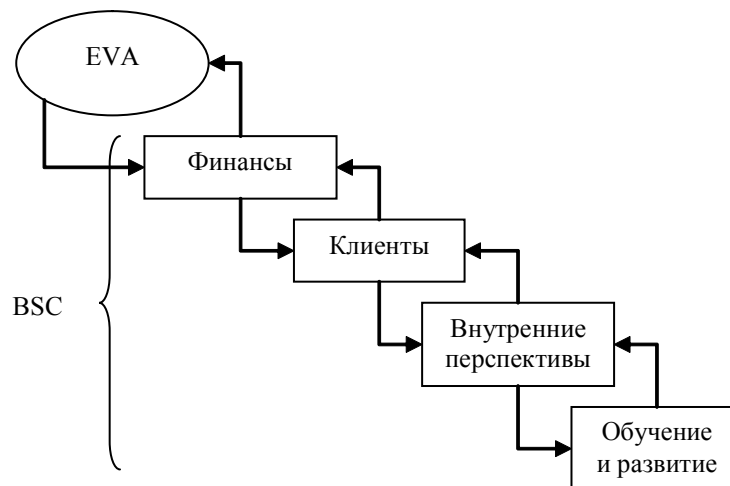 EVA
Финансы
Клиенты
BSC
Внутренние
перспективы
Обучение
и развитие